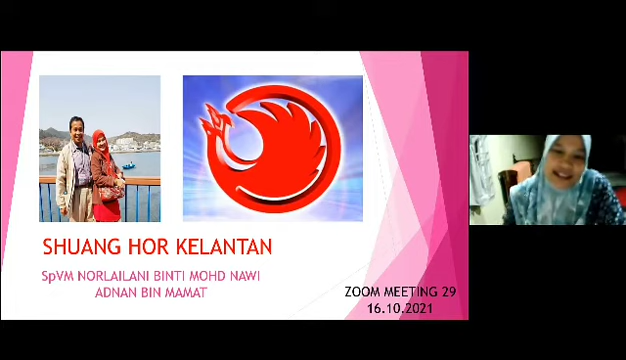 SHUANG HOR KELANTAN
SpVM NORLAILANI BINTI MOHD NAWI
ADNAN BIN MAMAT
ZOOM MEETING 29
16.10.2021